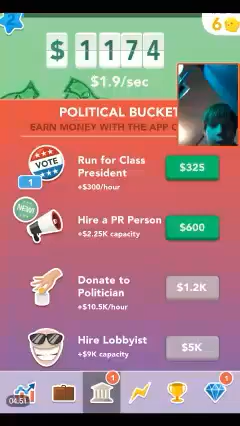 2
6
$ 1174
$1.9/sec
POLITICAL BUCKET
EARN MONEY WITH THE APP C
VOTE
1
Run for Class
President
+$300/hour
$325
NEW!
Hire a PR Person
+$2.25K capacity
$600
Donate to
Politician
+$10.5K/hour
$1.2K
Hire Lobbyist
+$9K capacity
$5K
04:51
1
1